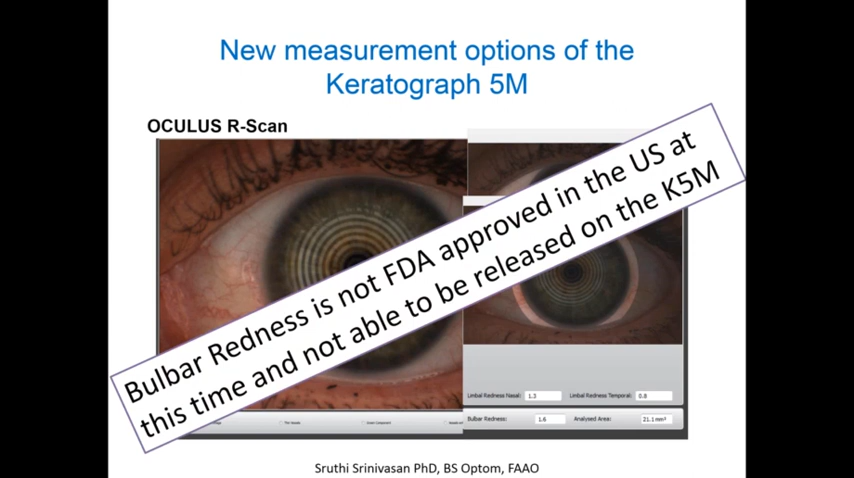 New measurement options of the
Keratograph 5M
OCULUS R-Scan
Bulbar Redness is not FDA approved in the US at
this time and not able to be released on the K5M
Limbal Redness Nasal: 1.3 Limbal Redness Temporal: 0.8
Bulbar Redness: 1.6 Analysed Area: 21.1 mm²
Sruthi Srinivasan PhD, BS Optom, FAAO